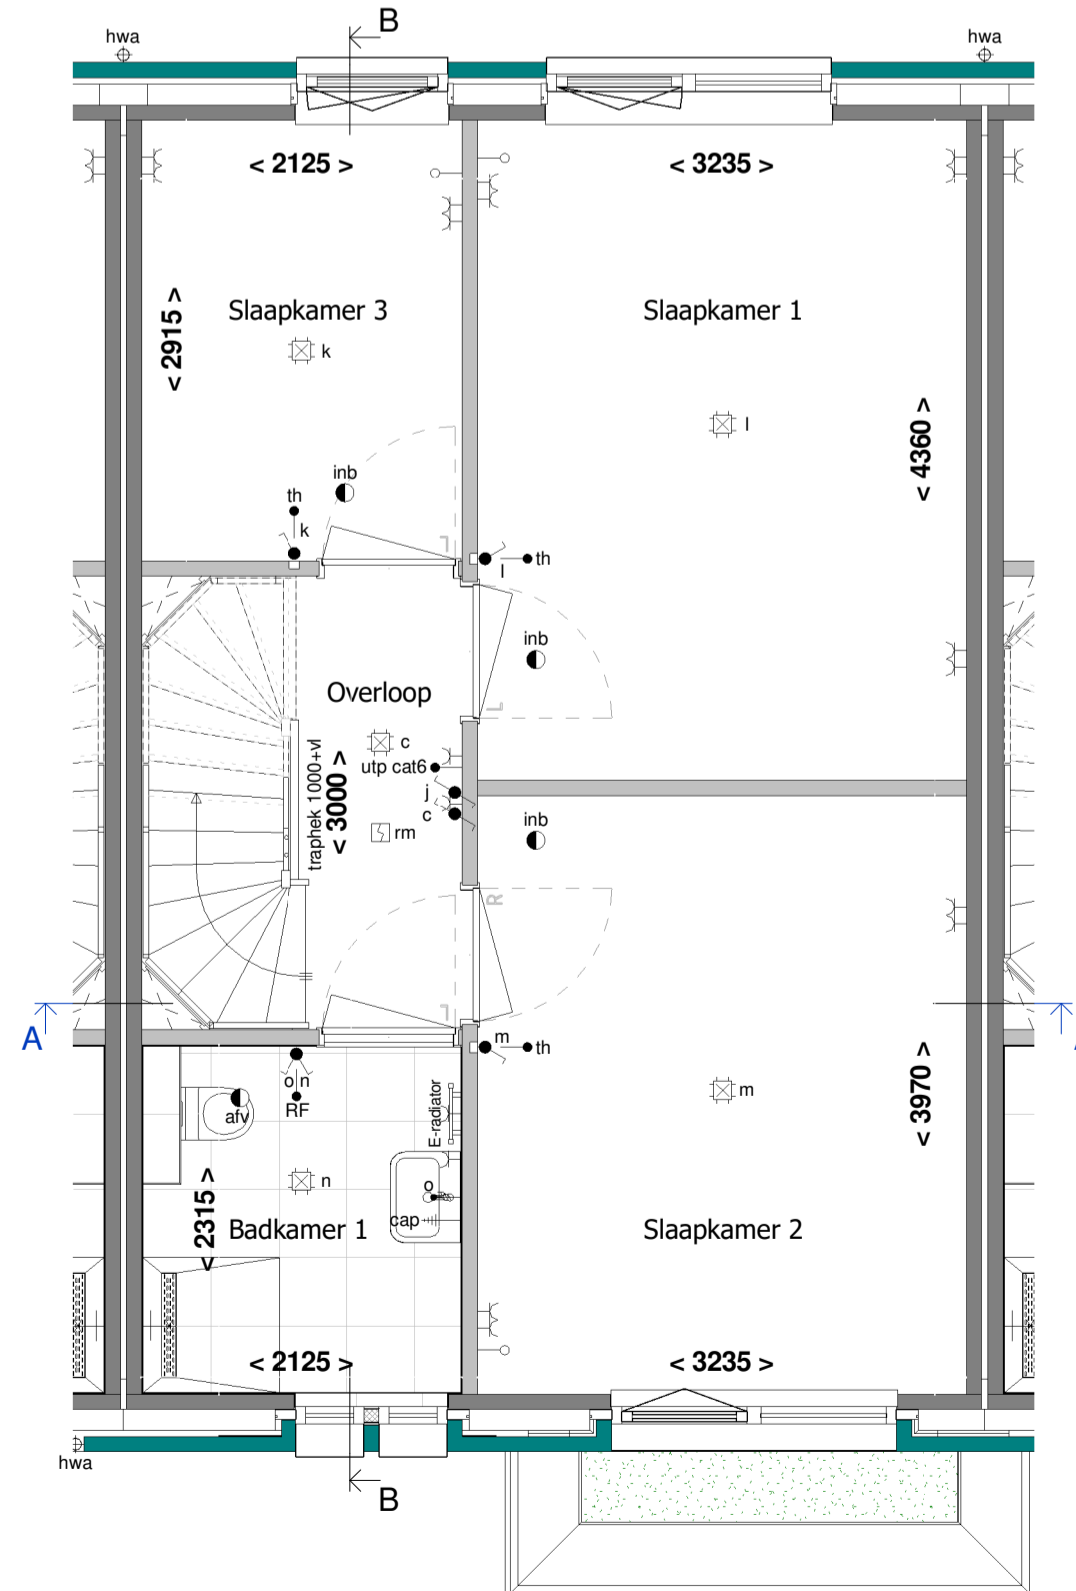 B
hwa
hwa
< 2125 >
< 3235 >
Slaapkamer 3
Slaapkamer 1
< 2915 >
k
l
< 4360 >
inb
th
k
L
th
l
inb
L
Overloop
c
utp cat6
traphek 1000+vl
< 3000 >
j
c
rm
inb
R
L
A
m
th
o n
RF
afv
E-radiator
m
< 3970 >
n
o
cap
< 2315 >
Badkamer 1
Slaapkamer 2
< 2125 >
< 3235 >
hwa
B